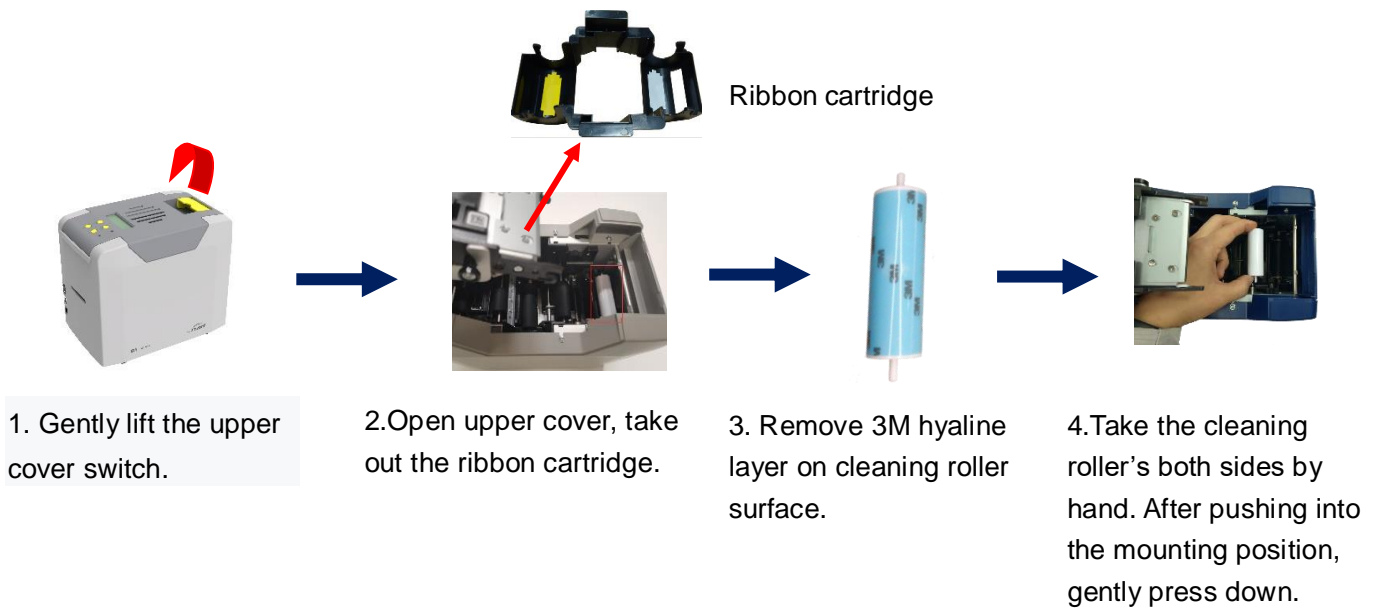 Ribbon cartridge
1. Gently lift the upper
cover switch.
2.Open upper cover, take
out the ribbon cartridge.
3. Remove 3M hyaline
layer on cleaning roller
surface.
4.Take the cleaning
roller’s both sides by
hand. After pushing into
the mounting position,
gently press down.